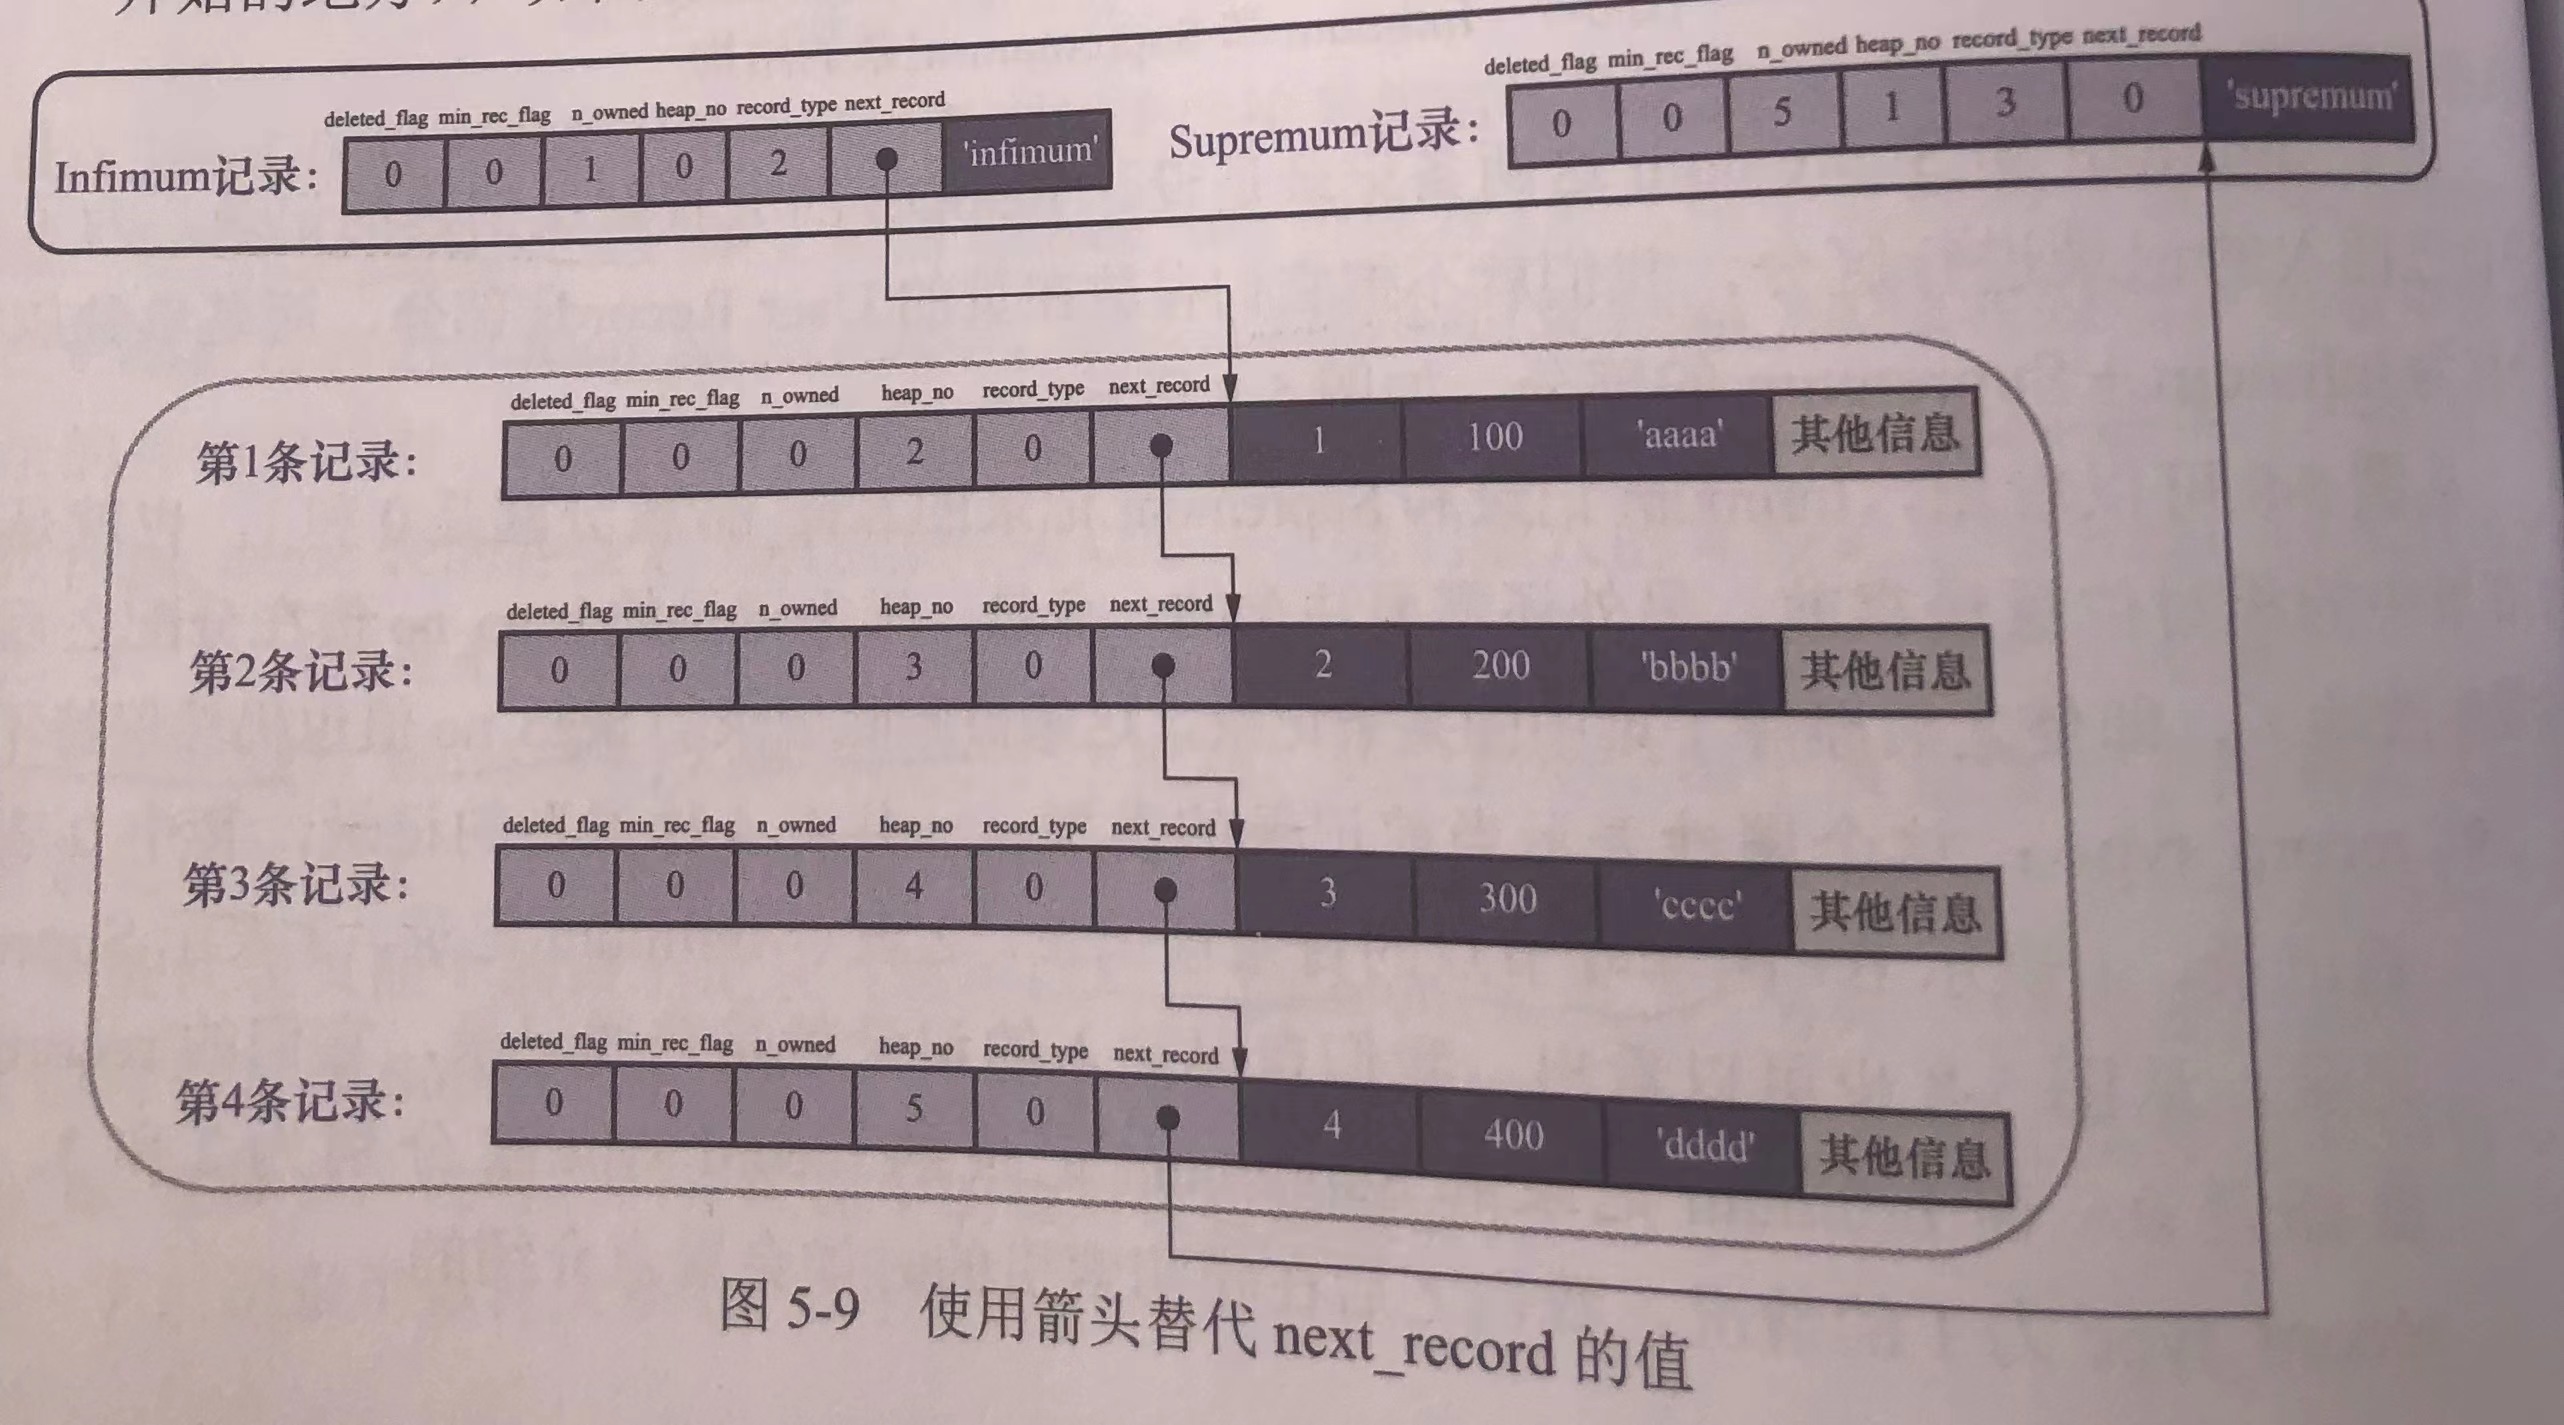 deleted_flag min_rec_flag n_owned heap_no record_type next_record
Infimum记录: 0 0 1 0 2 'infimum'
deleted_flag min_rec_flag n_owned heap_no record_type next_record
Supremum记录: 0 0 5 1 3 0 'supremum'
deleted_flag min_rec_flag n_owned heap_no record_type next_record
第1条记录: 0 0 0 2 0 1 100 'aaaa' 其他信息
deleted_flag min_rec_flag n_owned heap_no record_type next_record
第2条记录: 0 0 0 3 0 2 200 'bbbb' 其他信息
deleted_flag min_rec_flag n_owned heap_no record_type next_record
第3条记录: 0 0 0 4 0 3 300 'cccc' 其他信息
deleted_flag min_rec_flag n_owned heap_no record_type next_record
第4条记录: 0 0 0 5 0 4 400 'dddd' 其他信息
图 5-9 使用箭头替代 next_record 的值